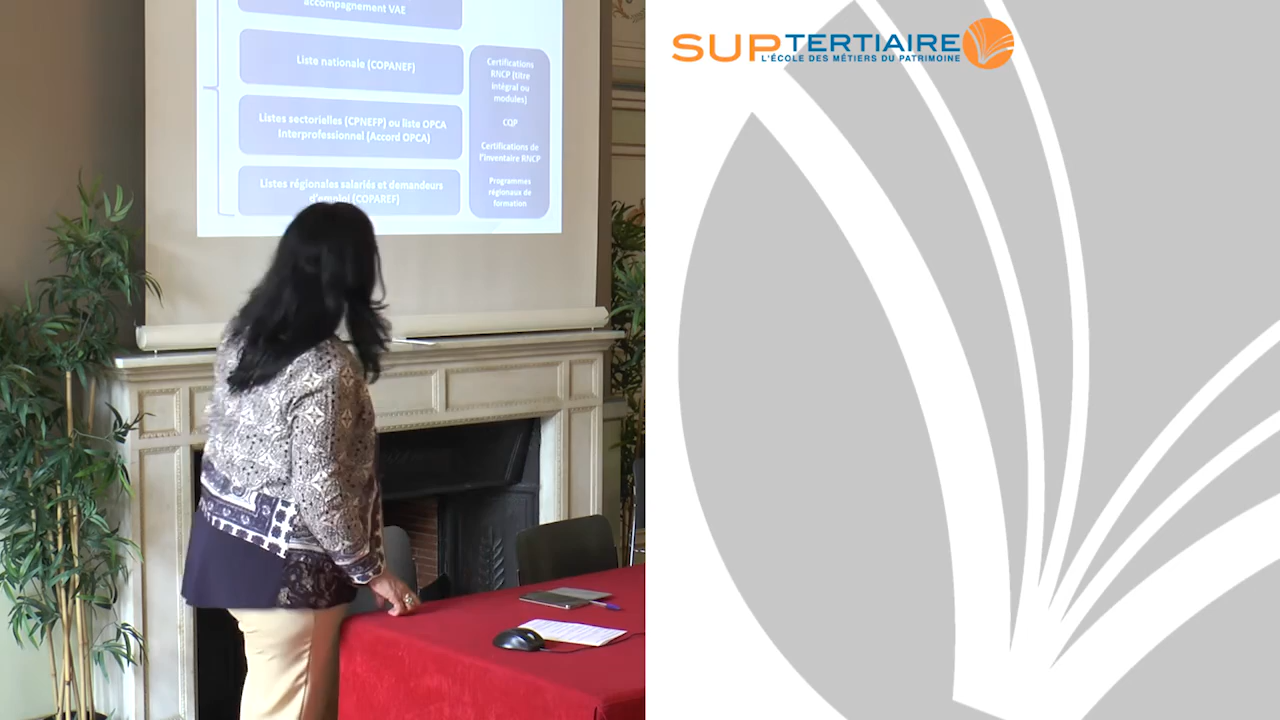 accompagnement VAE
Liste nationale (COPANEF)
Listes sectorielles (CPNEFP) ou liste OPCA
Interprofessionnel (Accord OPCA)
Listes régionales salariés et demandeurs
d'emploi (COPAREF)
Certifications
RNCP (titre
intégral ou
modules)
CQP
Certifications de
l'inventaire RNCP
Programmes
régionaux de
formation
SUPTERTIAIRE
L'ÉCOLE DES MÉTIERS DU PATRIMOINE